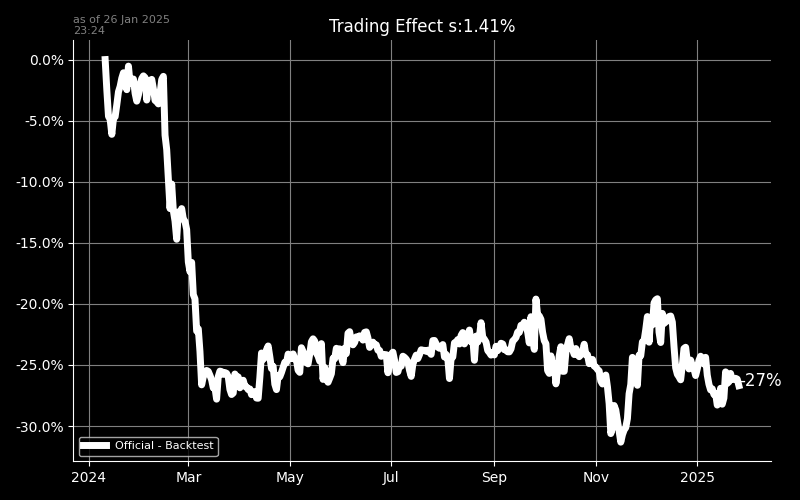 as of 26 Jan 2025
23:24
Trading Effect s:1.41%
0.0%
-5.0%
-10.0%
-15.0%
-20.0%
-25.0%
-30.0%
-27%
Official - Backtest
2024 Mar May Jul Sep Nov 2025